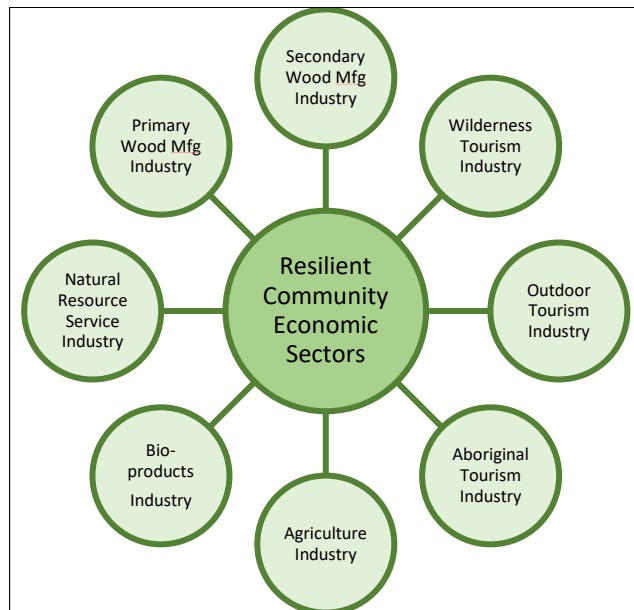 Secondary
Wood Mfg
Industry
Wilderness
Tourism
Industry
Outdoor
Tourism
Industry
Aboriginal
Tourism
Industry
Agriculture
Industry
Bio-
products
Industry
Natural
Resource
Service
Industry
Primary
Wood Mfg
Industry
Resilient
Community
Economic
Sectors